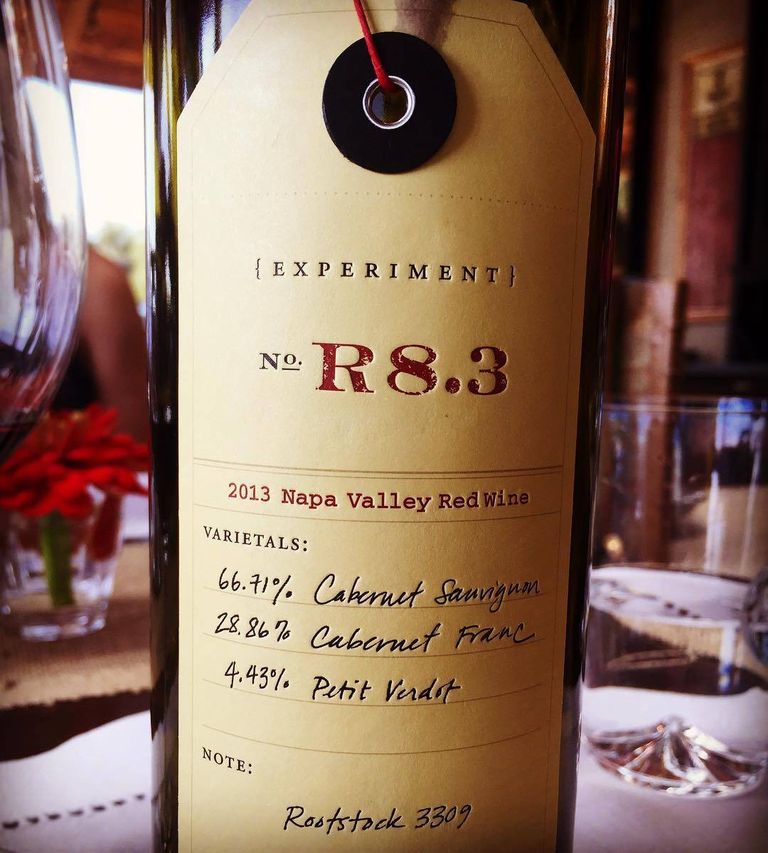 {EXPERIMENT}
No. R8.3
2013 Napa Valley Red Wine
VARIETALS:
66.71% Cabernet Sauvignon
28.86% Cabernet Franc
4.43% Petit Verdot
NOTE:
Rootstock 3309